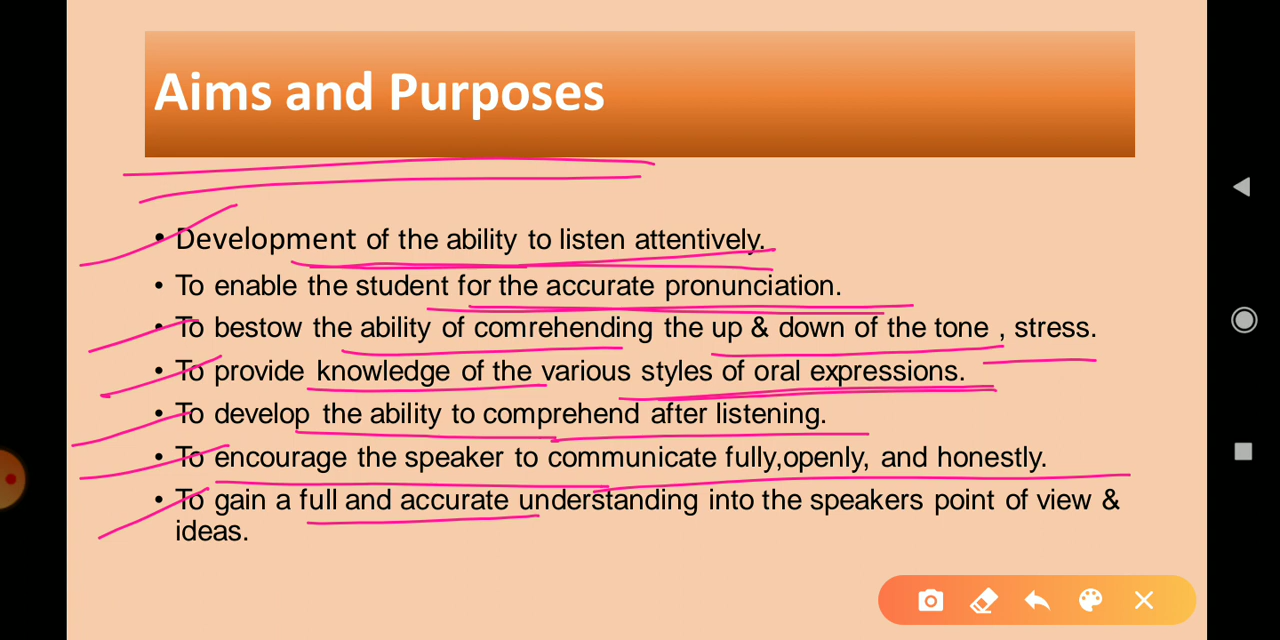 Aims and Purposes
• Development of the ability to listen attentively.
• To enable the student for the accurate pronunciation.
• To bestow the ability of comrehending the up & down of the tone , stress.
• To provide knowledge of the various styles of oral expressions.
• To develop the ability to comprehend after listening.
• To encourage the speaker to communicate fully,openly, and honestly.
• To gain a full and accurate understanding into the speakers point of view &
ideas.